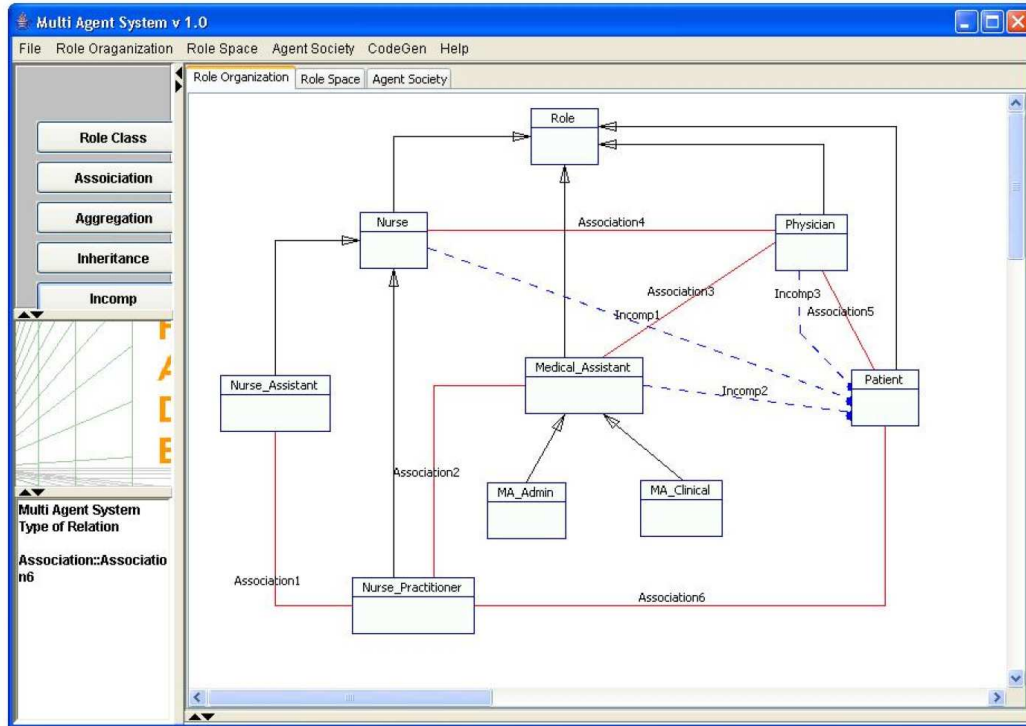 Multi Agent System v 1.0
File Role Oraganization Role Space Agent Society CodeGen Help
Role Organization Role Space Agent Society
Role Class
Assoiciation
Aggregation
Inheritance
Incomp
A
D
Multi Agent System
Type of Relation
Association::Associatio
n6
Role
Nurse
Association4
Physician
Association3
Incomp3
Incomp1
Association5
Nurse_Assistant
Medical_Assistant
Patient
Incomp2
Association2
MA_Admin
MA_Clinical
Association1
Nurse_Practitioner
Association6